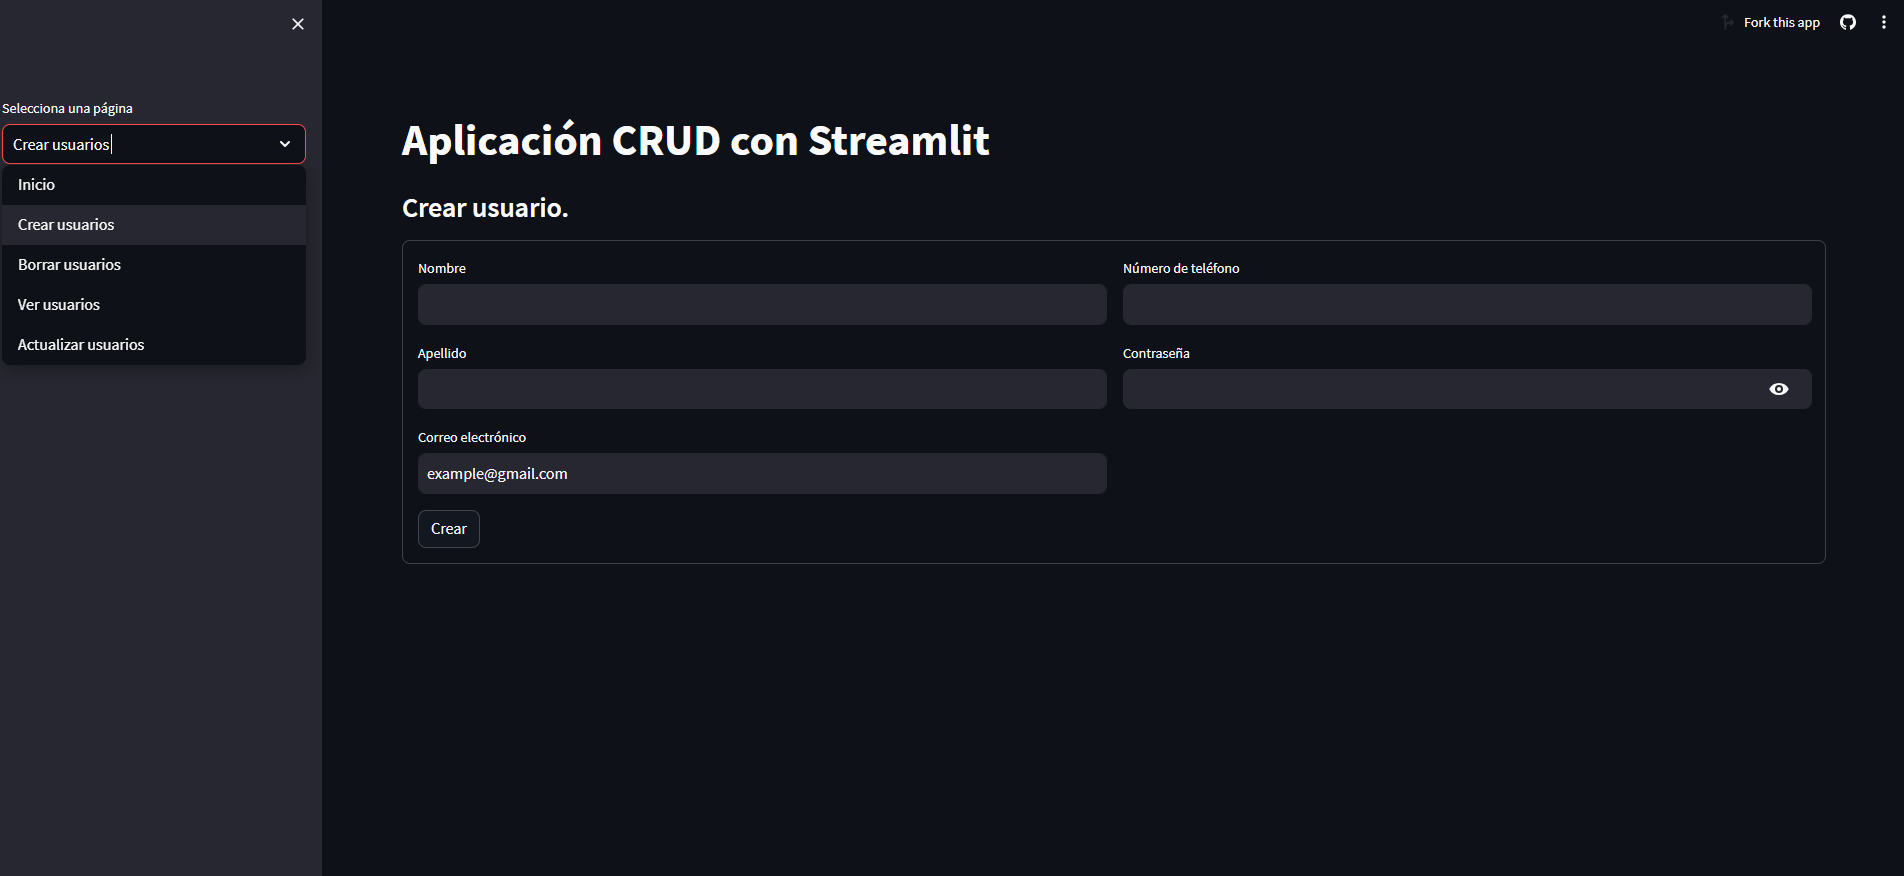 Fork this app
Selecciona una página
Crear usuarios
Inicio
Crear usuarios
Borrar usuarios
Ver usuarios
Actualizar usuarios
Aplicación CRUD con Streamlit
Crear usuario.
Nombre
Número de teléfono
Apellido
Contraseña
Correo electrónico
example@gmail.com
Crear